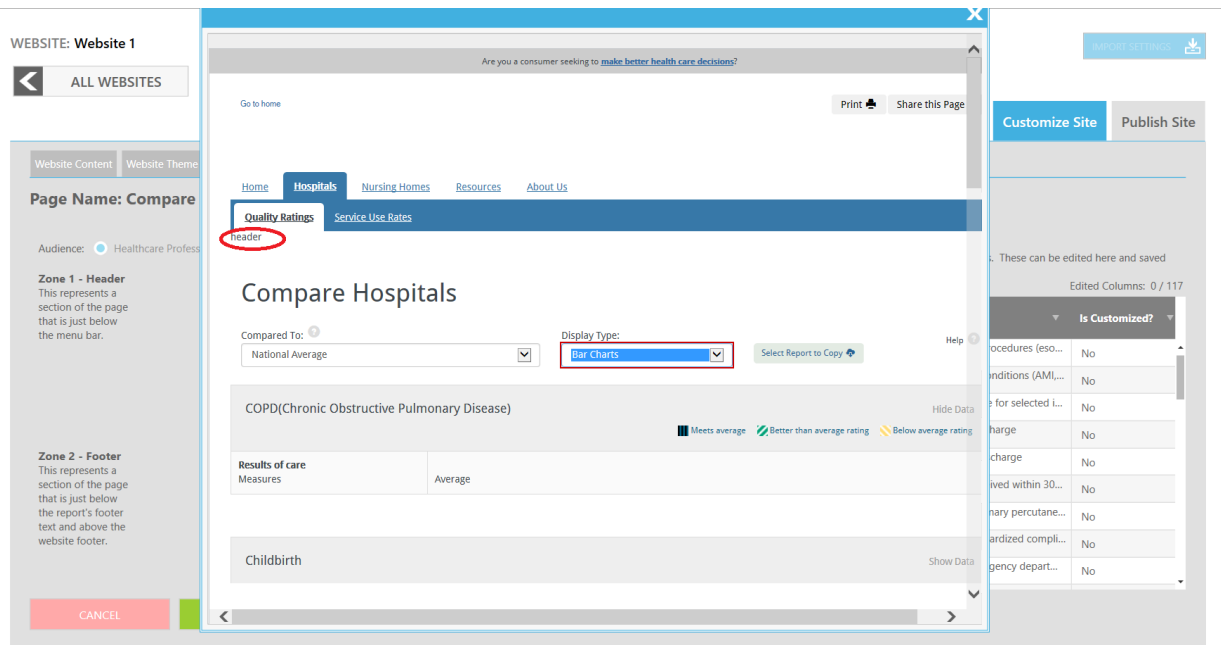 WEBSITE: Website 1
ALL WEBSITES
IMPORT SETTINGS
Customize Site
Publish Site
Website Content
Website Theme
Page Name: Compare
Audience:
Healthcare Profess
Zone 1 - Header
This represents a
section of the page
that is just below
the menu bar.
Zone 2 - Footer
This represents a
section of the page
that is just below
the report's footer
text and above the
website footer.
CANCEL
X
Are you a consumer seeking to make better health care decisions?
Go to home
Print
Share this Page
Home
Hospitals
Nursing Homes
Resources
About Us
Quality Ratings
Service Use Rates
header
Compare Hospitals
Compared To:
?
Display Type:
National Average
Bar Charts
Select Report to Copy
Help
?
COPD(Chronic Obstructive Pulmonary Disease)
Hide Data
Meets average
Better than average rating
Below average rating
Results of care
Measures
Average
Childbirth
Show Data
s. These can be edited here and saved
Edited Columns: 0 / 117
Is Customized?
rocedures (eso...
No
onditions (AMI,...
No
e for selected i...
No
harge
No
charge
No
ived within 30...
No
nary percutane...
No
ardized compli...
No
gency depart...
No